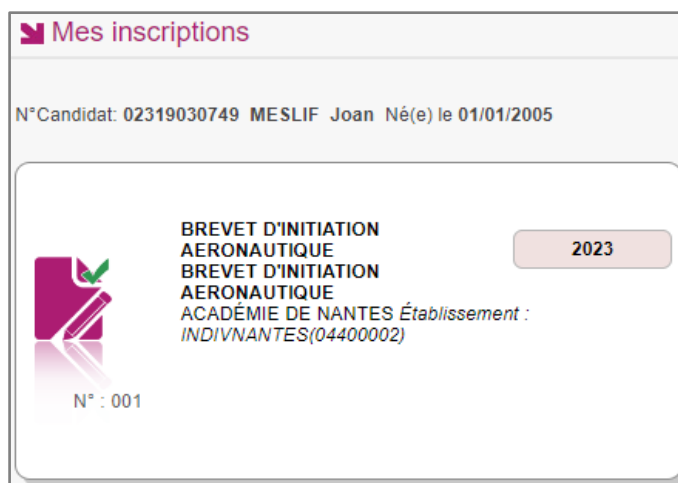 Mes inscriptions
N°Candidat: 02319030749 MESLIF Joan Né(e) le 01/01/2005
BREVET D'INITIATION
AERONAUTIQUE
2023
BREVET D'INITIATION
AERONAUTIQUE
ACADÉMIE DE NANTES Établissement :
INDIVNANTES(04400002)
N° : 001